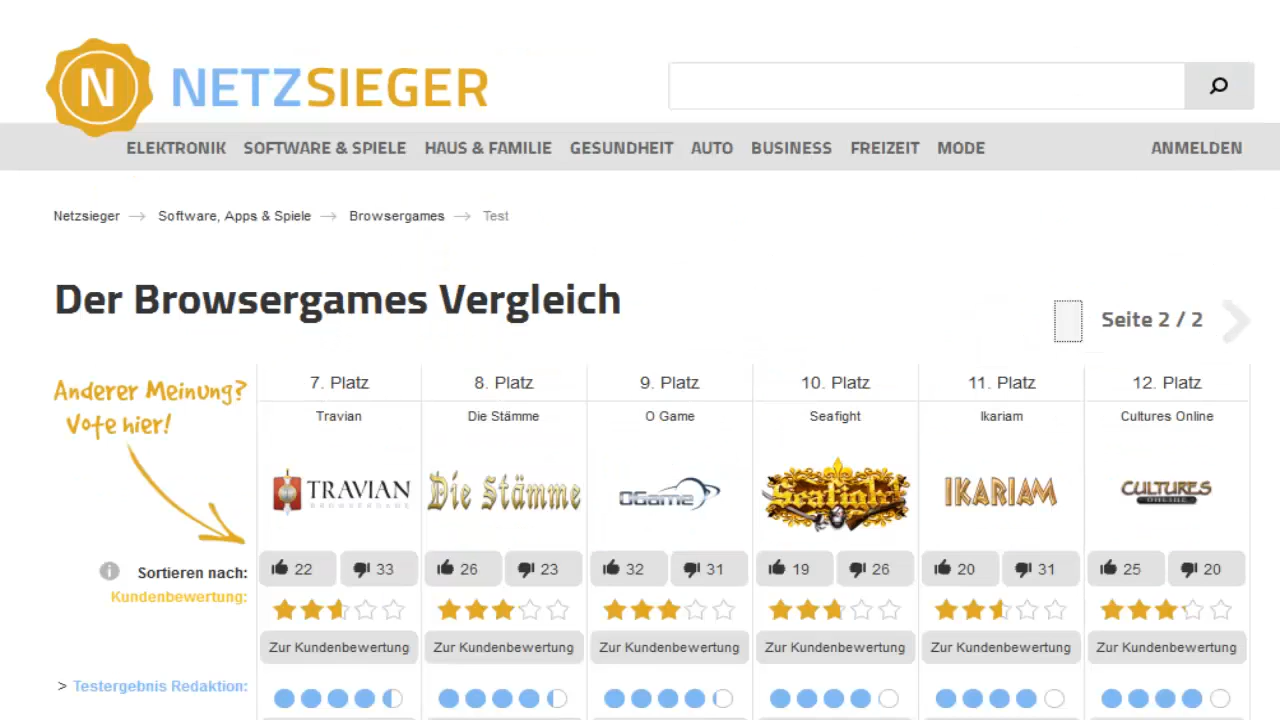 N NETZSIEGER
ELEKTRONIK SOFTWARE & SPIELE HAUS & FAMILIE GESUNDHEIT AUTO BUSINESS FREIZEIT MODE ANMELDEN
Netzsieger Software, Apps & Spiele Browsergames Test
Der Browsergames Vergleich
Seite 2 / 2
Anderer Meinung?
Vote hier!
7. Platz 8. Platz 9. Platz 10. Platz 11. Platz 12. Platz
Travian Die Stämme O Game Seafight Ikariam Cultures Online
TRAVIAN Die Stämme OGame Seafight IKARIAM CULTURES
BROWSERGAME ONLINE
Sortieren nach: 22 33 26 23 32 31 19 26 20 31 25 20
Kundenbewertung:
Zur Kundenbewertung Zur Kundenbewertung Zur Kundenbewertung Zur Kundenbewertung Zur Kundenbewertung Zur Kundenbewertung
> Testergebnis Redaktion: